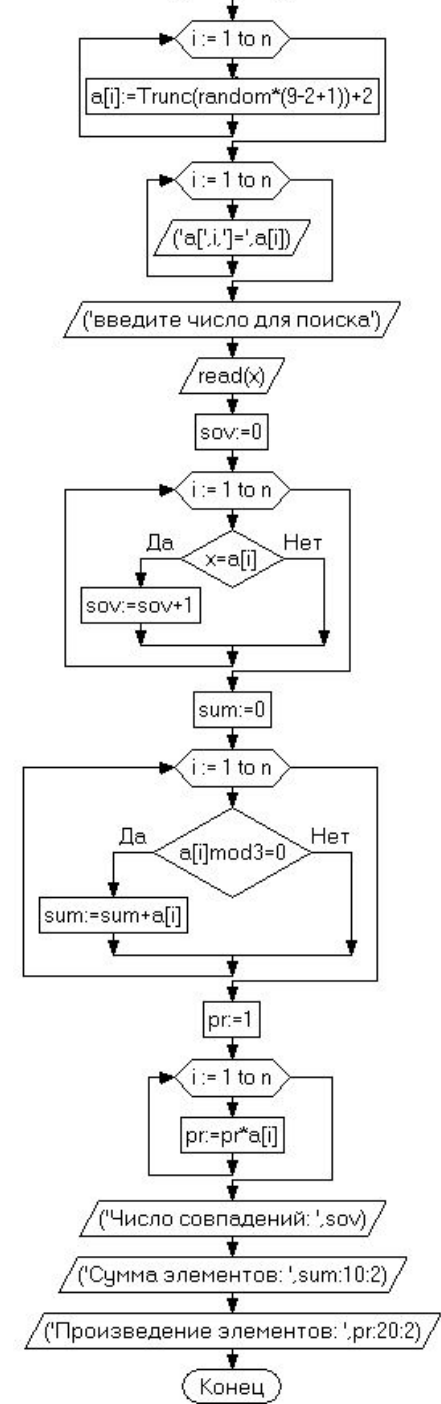 i := 1 to n
a[i]:=Trunc(random*(9-2+1))+2
i := 1 to n
('a[',i,']=',a[i])
('введите число для поиска')
read(x)
sov:=0
i := 1 to n
Да
Нет
x=a[i]
sov:=sov+1
sum:=0
i := 1 to n
Да
Нет
a[i]mod3=0
sum:=sum+a[i]
pr:=1
i := 1 to n
pr:=pr*a[i]
('Число совпадений: ',sov)
('Сумма элементов: ',sum:10:2)
('Произведение элементов: ',pr:20:2)
Конец